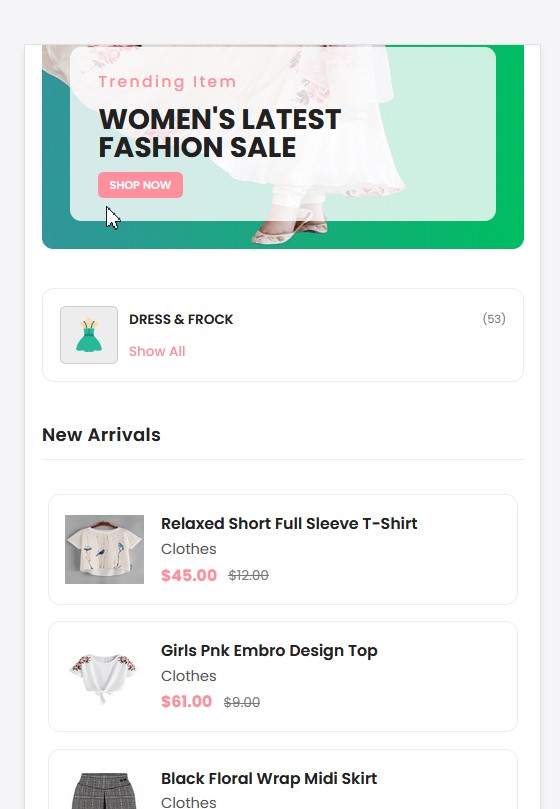 Trending Item
WOMEN'S LATEST
FASHION SALE
SHOP NOW
DRESS & FROCK
(53)
Show All
New Arrivals
Relaxed Short Full Sleeve T-Shirt
Clothes
$45.00 $12.00
Girls Pnk Embro Design Top
Clothes
$61.00 $9.00
Black Floral Wrap Midi Skirt
Clothes